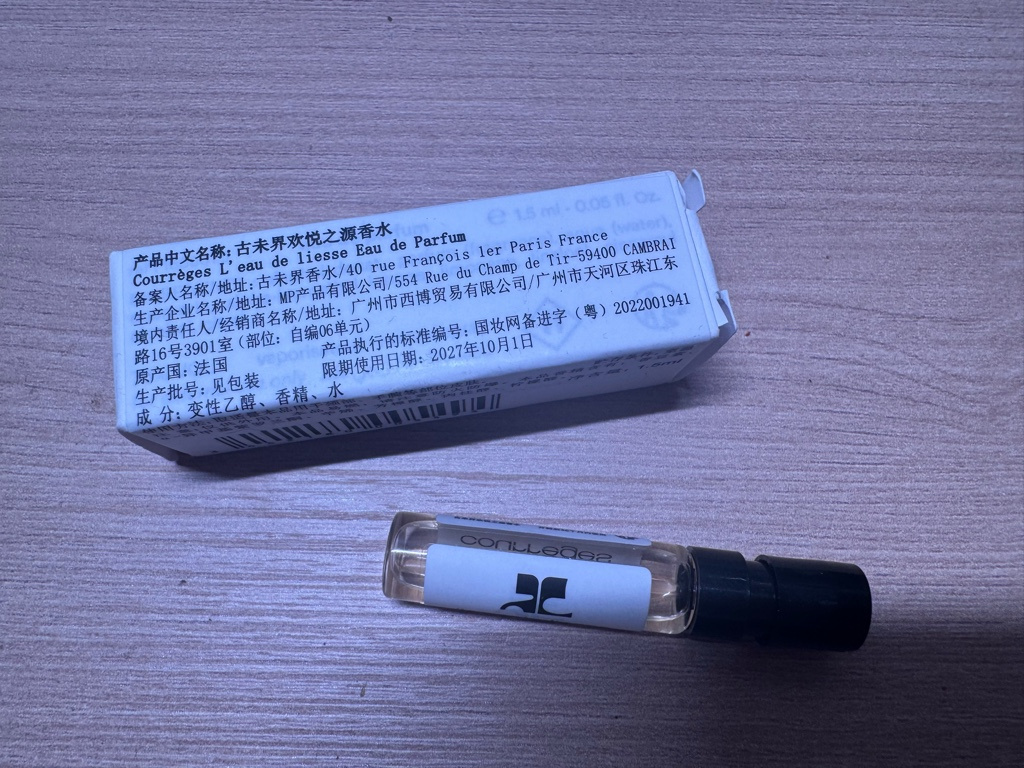 产品中文名称: 古未界欢悦之源香水
Courrèges L'eau de liesse Eau de Parfum
备案人名称/地址: 古未界香水/40 rue François 1er Paris France
生产企业名称/地址: MP产品有限公司/554 Rue du Champ de Tir-59400 CAMBRAI
境内责任人/经销商名称/地址: 广州市西博贸易有限公司/广州市天河区珠江东
路16号3901室 (部位: 自编06单元)
原产国: 法国 产品执行的标准编号: 国妆网备进字 (粤) 2022001941
生产批号: 见包装 限期使用日期: 2027年10月1日
成 分: 变性乙醇、香精、水
e 1.5 ml - 0.05 fl. oz.
(water),
courrèges